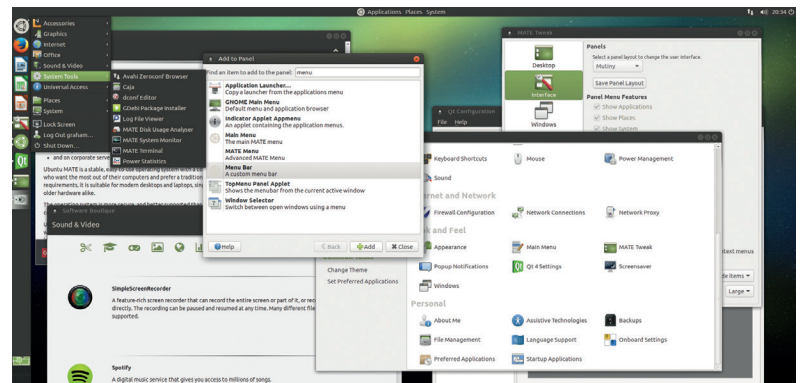 Applications Places System
20:34
Accessories
Graphics
Internet
Office
Sound & Video
System Tools
Universal Access
Places
System
Lock Screen
Log Out graham...
Shut Down...
Avahi Zeroconf Browser
Caja
dconf Editor
GDebi Package Installer
Log File Viewer
MATE Disk Usage Analyser
MATE System Monitor
MATE Terminal
Power Statistics
and on corporate serve
Ubuntu MATE is a stable, easy-to-use operating system with a co
who want the most out of their computers and prefer a tradition
requirements, it is suitable for modern desktops and laptops, sin
older hardware alike.
Software Boutique
Sound & Video
SimpleScreenRecorder
A feature-rich screen recorder that can record the entire screen or part of it, or rec
directly. The recording can be paused and resumed at any time. Many different file
supported.
Spotify
A digital music service that gives you access to millions of songs.
Add to Panel
Find an item to add to the panel: menu
Application Launcher...
Copy a launcher from the applications menu
GNOME Main Menu
Default menu and application browser
Indicator Applet Appmenu
An applet containing the application menus.
Main Menu
The main MATE menu
MATE Menu
Advanced MATE Menu
Menu Bar
A custom menu bar
TopMenu Panel Applet
Shows the menubar from the current active window
Window Selector
Switch between open windows using a menu
Help
Back
Add
Close
MATE Tweak
Desktop
Interface
Windows
Panels
Select a panel layout to change the user interface.
Mutiny
Save Panel Layout
Panel Menu Features
Show Applications
Show Places
Show System
text menus
de items
Large
Qt Configuration
File Help
Change Theme
Set Preferred Applications
Keyboard Shortcuts
Mouse
Power Management
Sound
rnet and Network
Firewall Configuration
Network Connections
Network Proxy
k and Feel
Appearance
Main Menu
MATE Tweak
Popup Notifications
Qt 4 Settings
Screensaver
Windows
Personal
About Me
Assistive Technologies
Backups
File Management
Language Support
Onboard Settings
Preferred Applications
Startup Applications